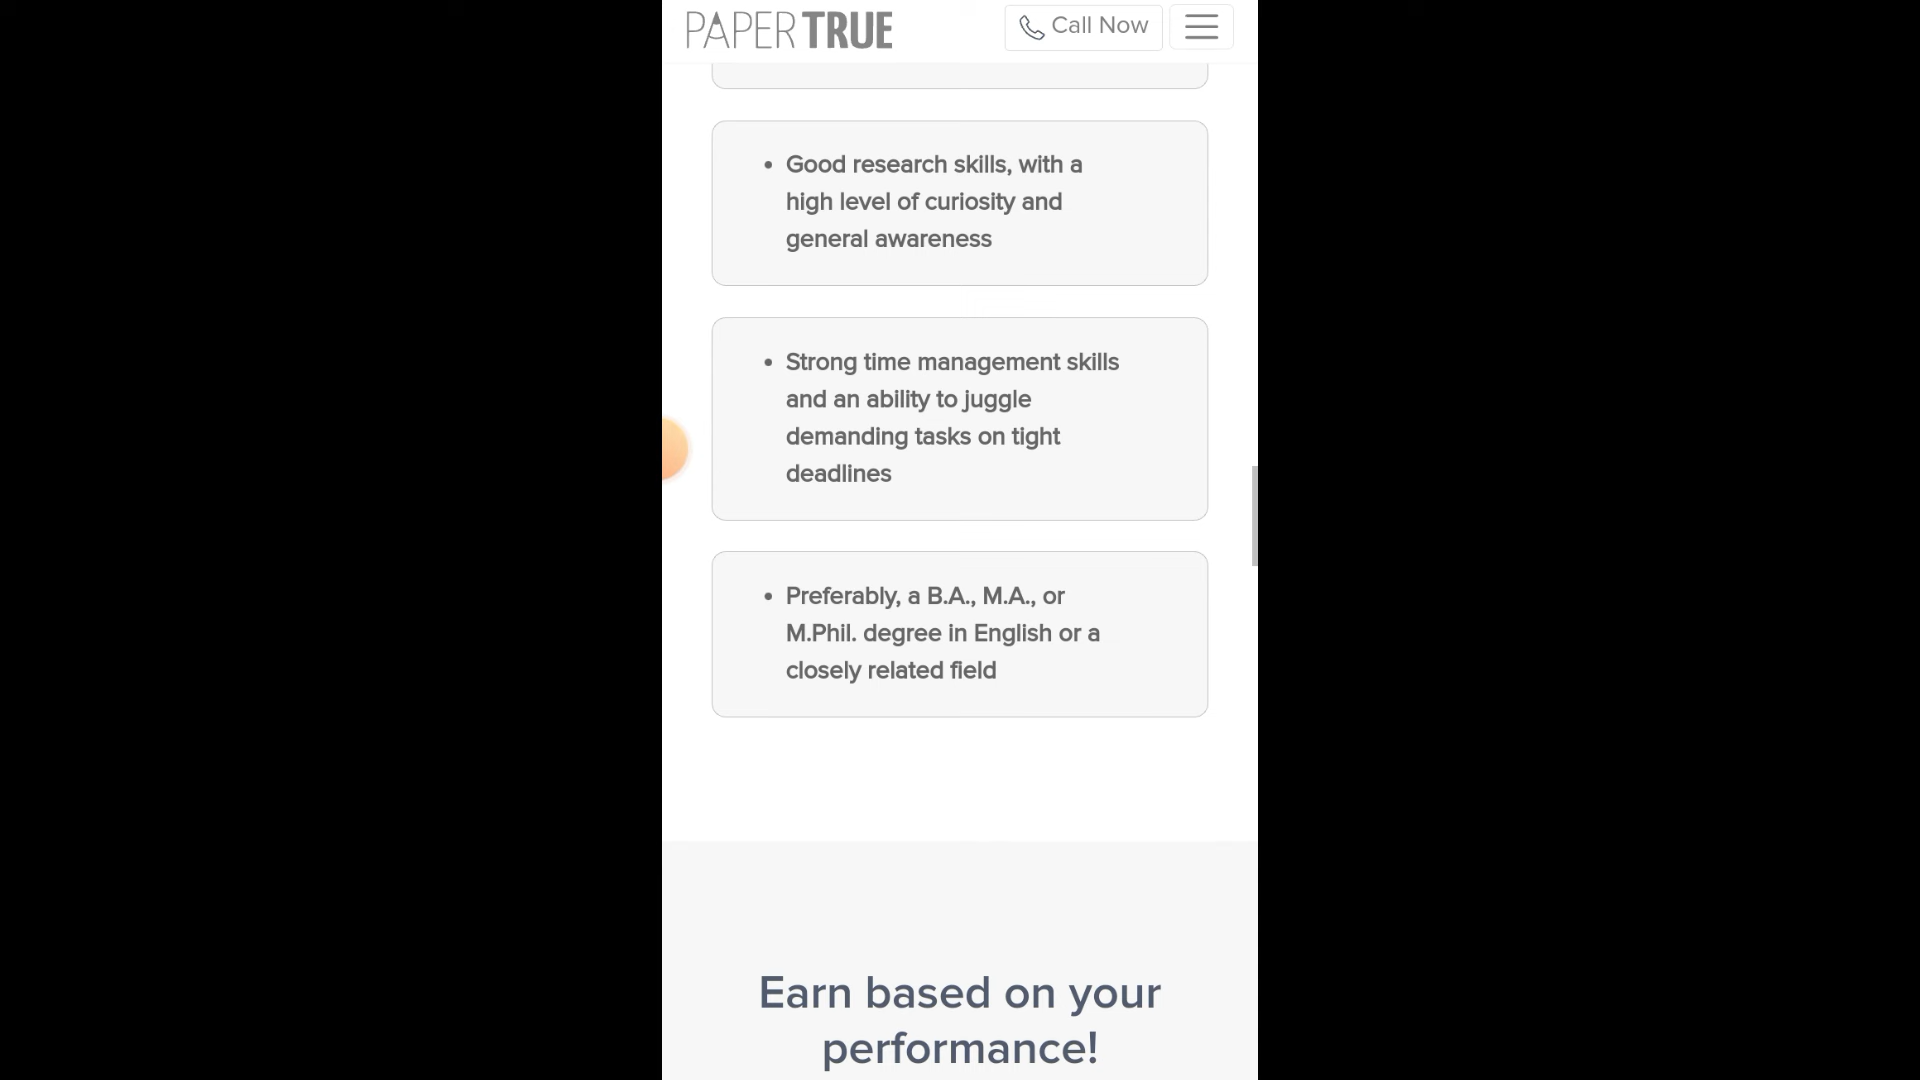 PAPERTRUE
Call Now
• Good research skills, with a
high level of curiosity and
general awareness
• Strong time management skills
and an ability to juggle
demanding tasks on tight
deadlines
• Preferably, a B.A., M.A., or
M.Phil. degree in English or a
closely related field
Earn based on your
performance!